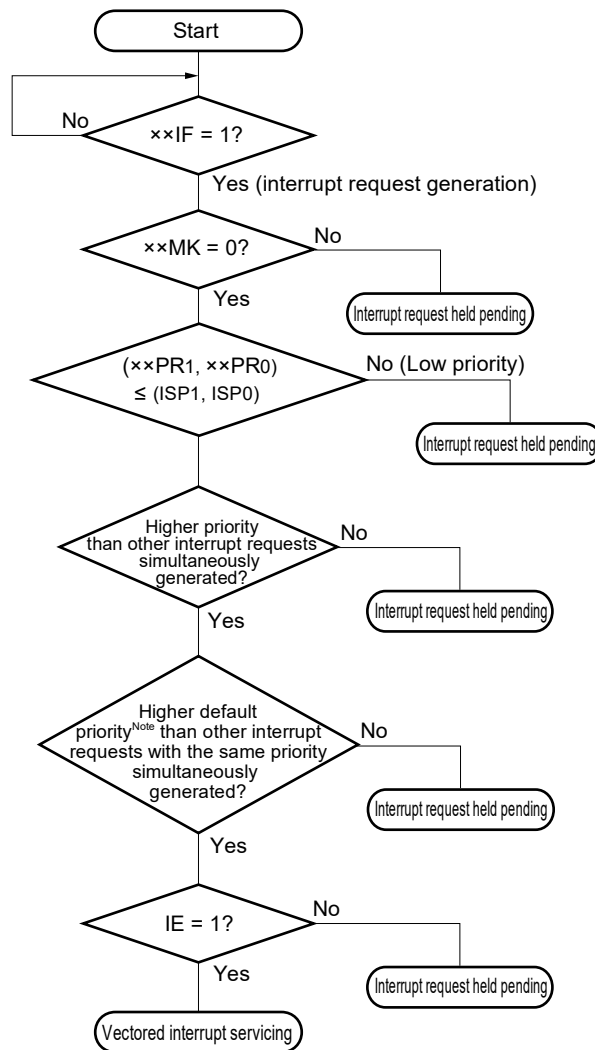 Start
No
××IF = 1?
Yes (interrupt request generation)
××MK = 0?
No
Yes
Interrupt request held pending
(××PR1, ××PR0)
≤ (ISP1, ISP0)
No (Low priority)
Interrupt request held pending
Higher priority
than other interrupt requests
simultaneously
generated?
No
Interrupt request held pending
Yes
Higher default
priorityNote than other interrupt
requests with the same priority
simultaneously
generated?
No
Interrupt request held pending
Yes
IE = 1?
No
Interrupt request held pending
Yes
Vectored interrupt servicing